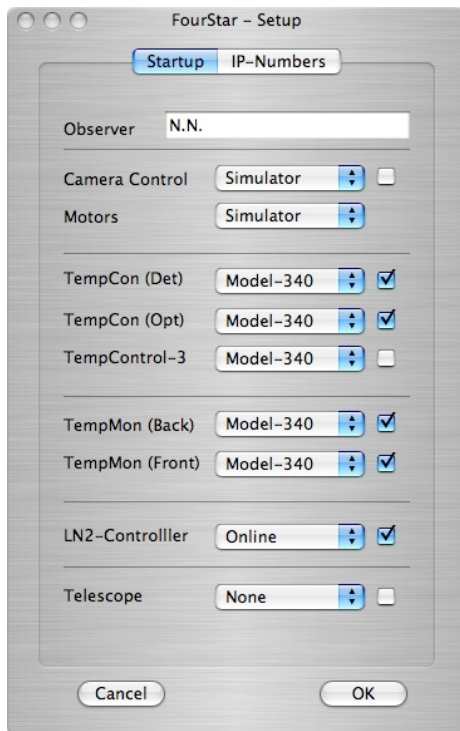 FourStar - Setup
Startup IP-Numbers
Observer N.N.
Camera Control Simulator
Motors Simulator
TempCon (Det) Model-340
TempCon (Opt) Model-340
TempControl-3 Model-340
TempMon (Back) Model-340
TempMon (Front) Model-340
LN2-Controlller Online
Telescope None
Cancel OK